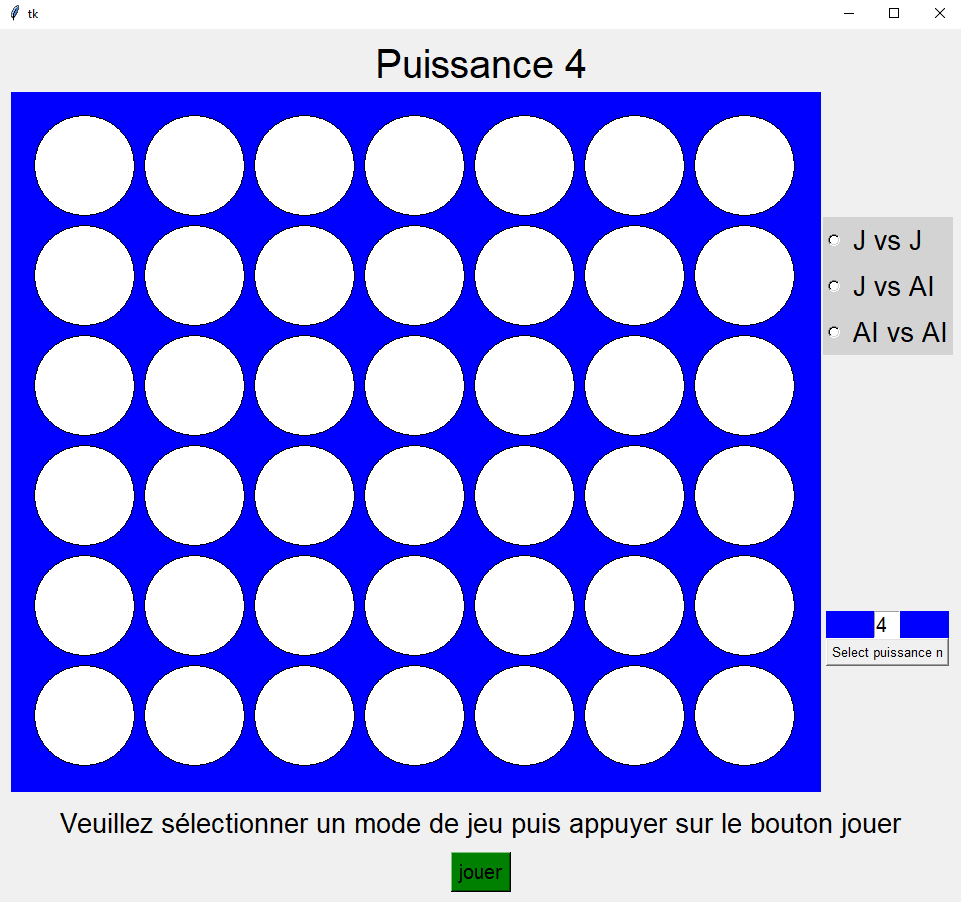 tk
Puissance 4
J vs J
J vs AI
AI vs AI
4
Select puissance n
Veuillez sélectionner un mode de jeu puis appuyer sur le bouton jouer
jouer